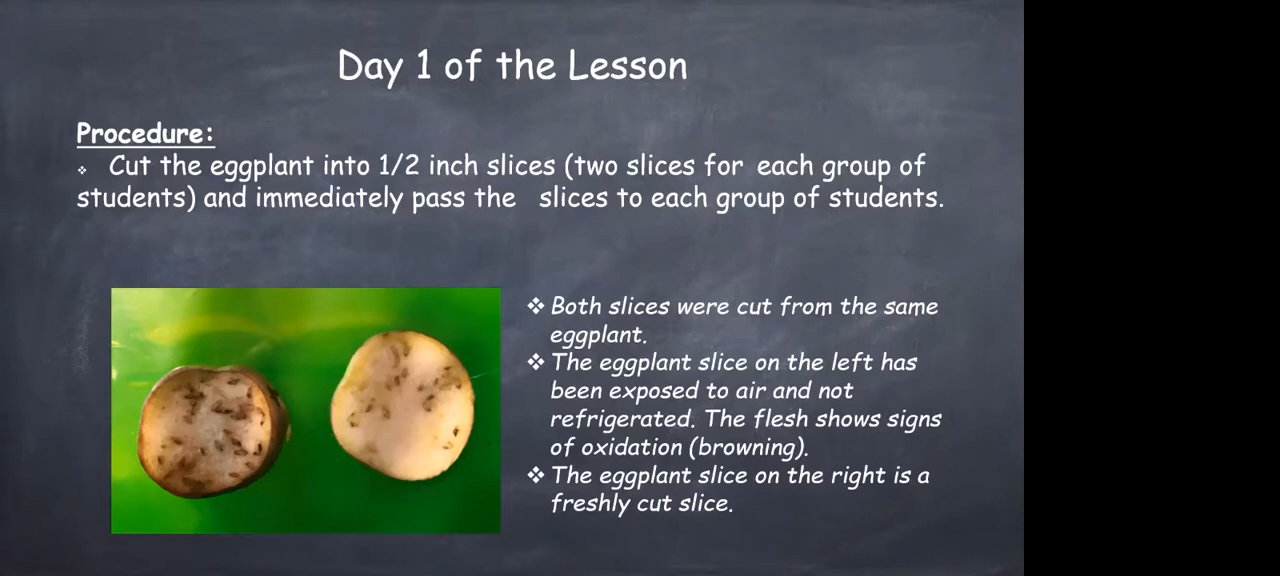 Day 1 of the Lesson
Procedure:
❖ Cut the eggplant into 1/2 inch slices (two slices for each group of
students) and immediately pass the slices to each group of students.
❖ Both slices were cut from the same
eggplant.
❖ The eggplant slice on the left has
been exposed to air and not
refrigerated. The flesh shows signs
of oxidation (browning).
❖ The eggplant slice on the right is a
freshly cut slice.